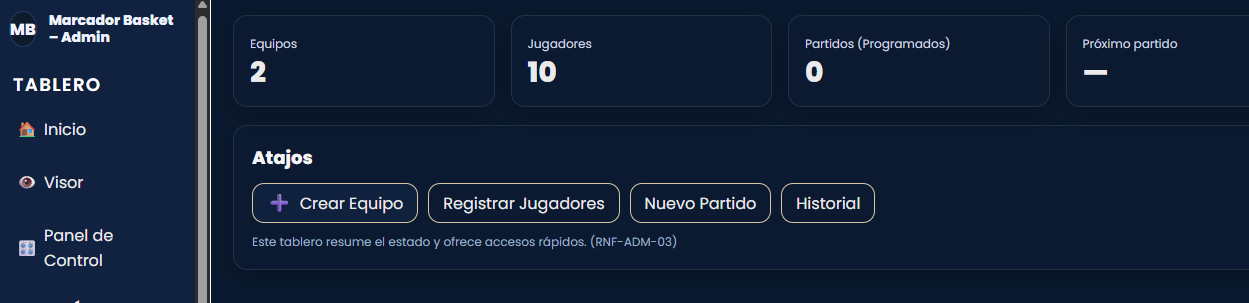 MB
Marcador Basket
– Admin
TABLERO
Inicio
Visor
Panel de
Control
Equipos
2
Jugadores
10
Partidos (Programados)
0
Próximo partido
—
Atajos
Crear Equipo
Registrar Jugadores
Nuevo Partido
Historial
Este tablero resume el estado y ofrece accesos rápidos. (RNF-ADM-03)